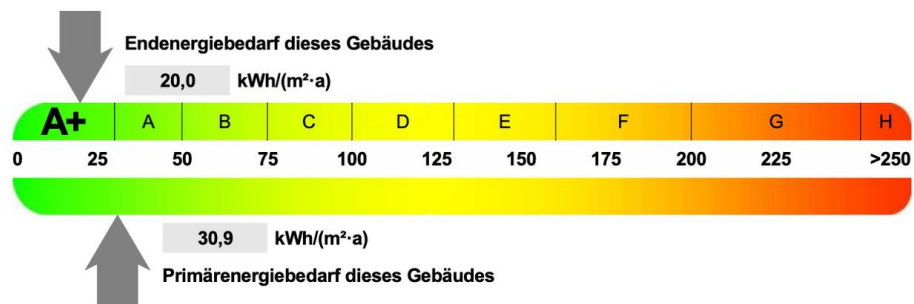 Endenergiebedarf dieses Gebäudes
20,0 kWh/(m²·a)
A+ A B C D E F G H
0 25 50 75 100 125 150 175 200 225 >250
30,9 kWh/(m²·a)
Primärenergiebedarf dieses Gebäudes